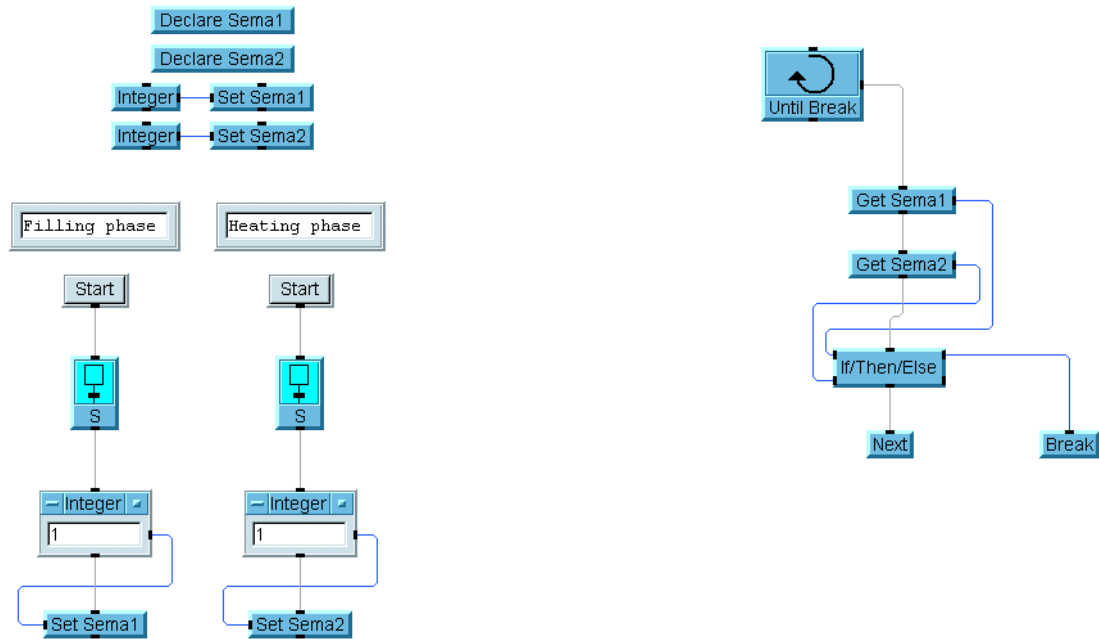 Declare Sema1
Declare Sema2
Integer
Set Sema1
Integer
Set Sema2
Filling phase
Heating phase
Start
Start
S
S
Integer
Integer
1
1
Set Sema1
Set Sema2
Until Break
Get Sema1
Get Sema2
If/Then/Else
Next
Break